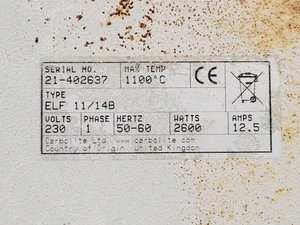 SERIAL NO. MAX TEMP CE
21-402637 1100°C
TYPE
ELF 11/14B
VOLTS PHASE HERTZ WATTS AMPS
230 1 50-60 2600 12.5
Carbolite Ltd. www.carbolite.com
Country of Origin: United Kingdom